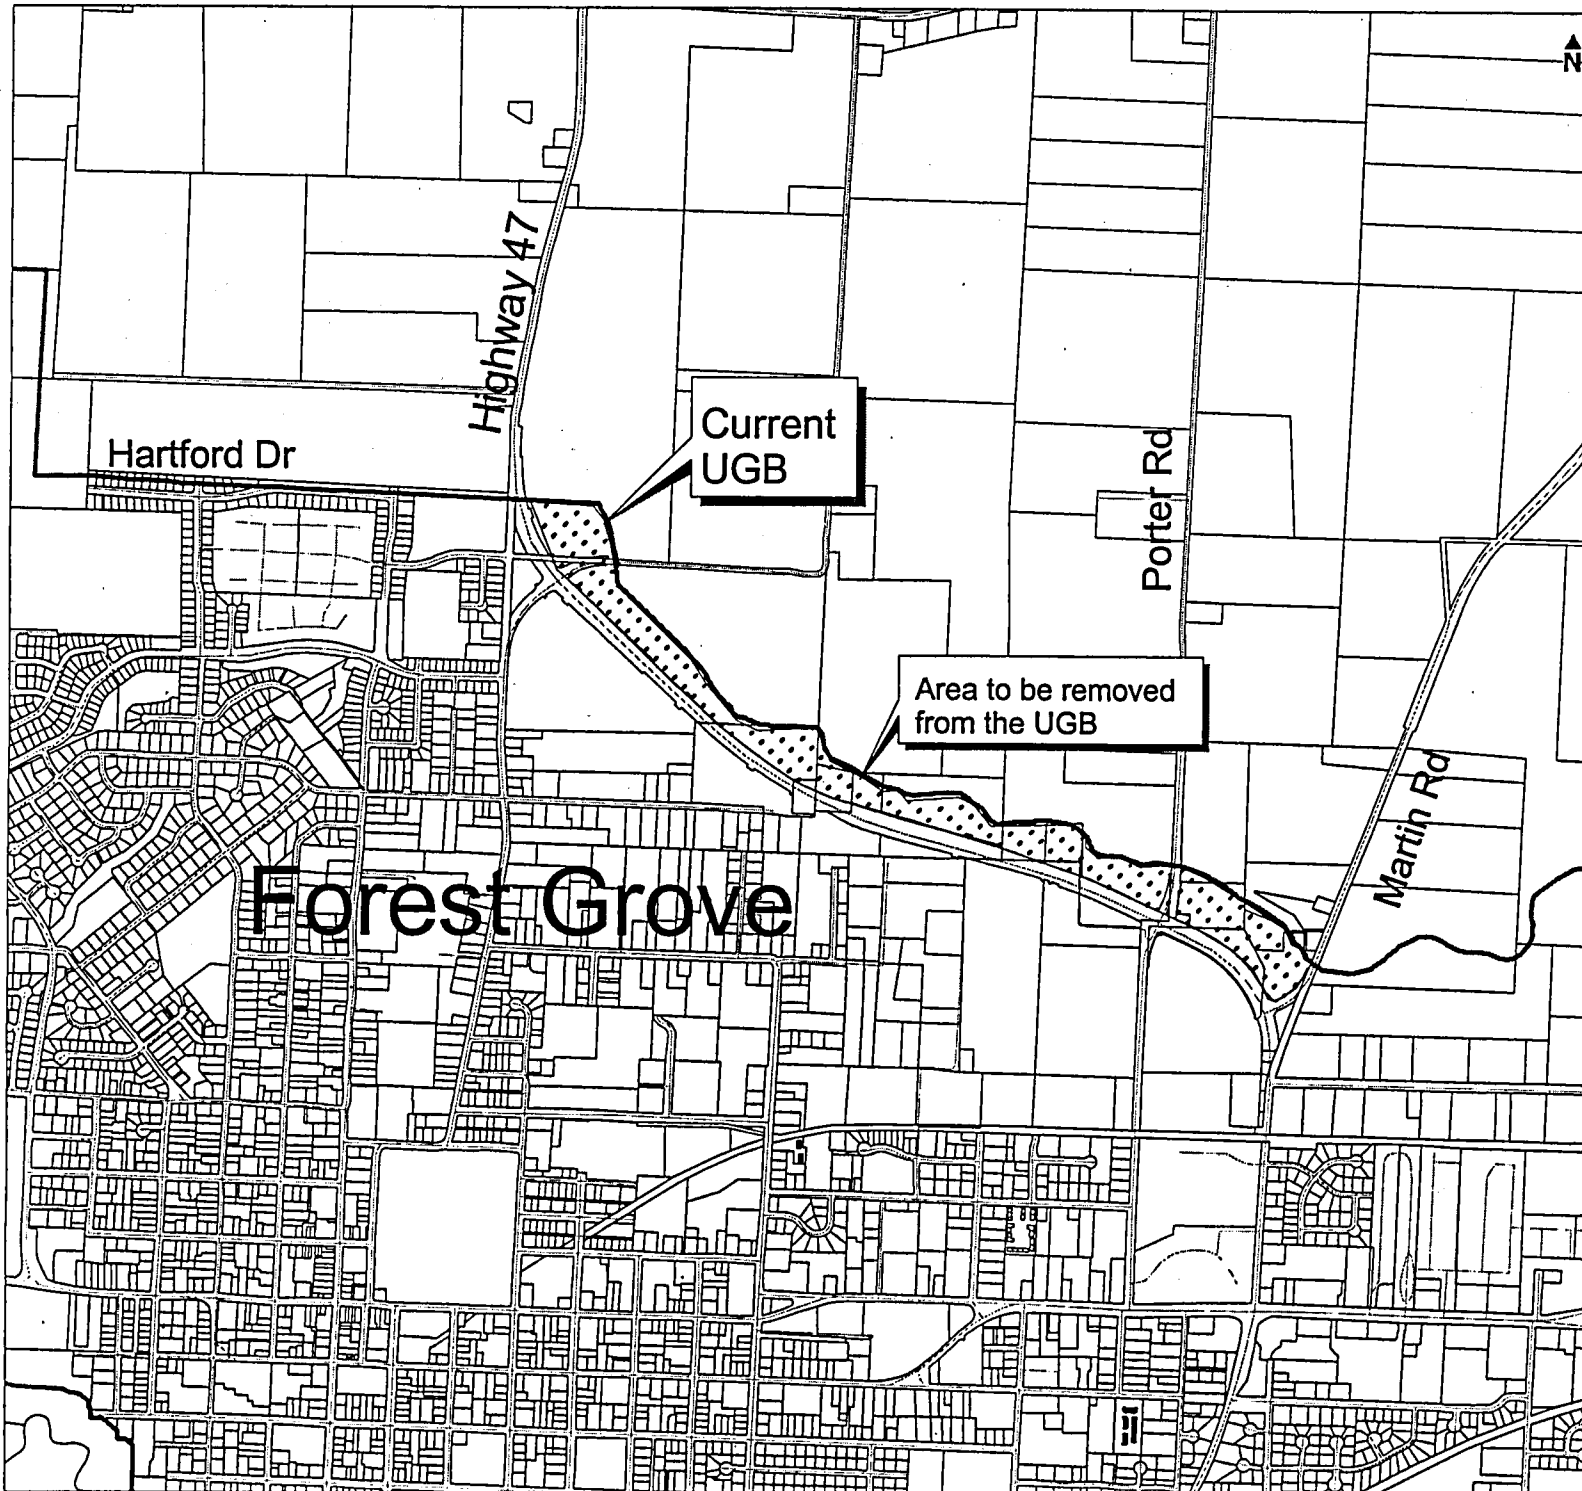 N
Highway 47
Current
UGB
Hartford Dr
Porter Rd
Area to be removed
from the UGB
Martin Rd
Forest Grove